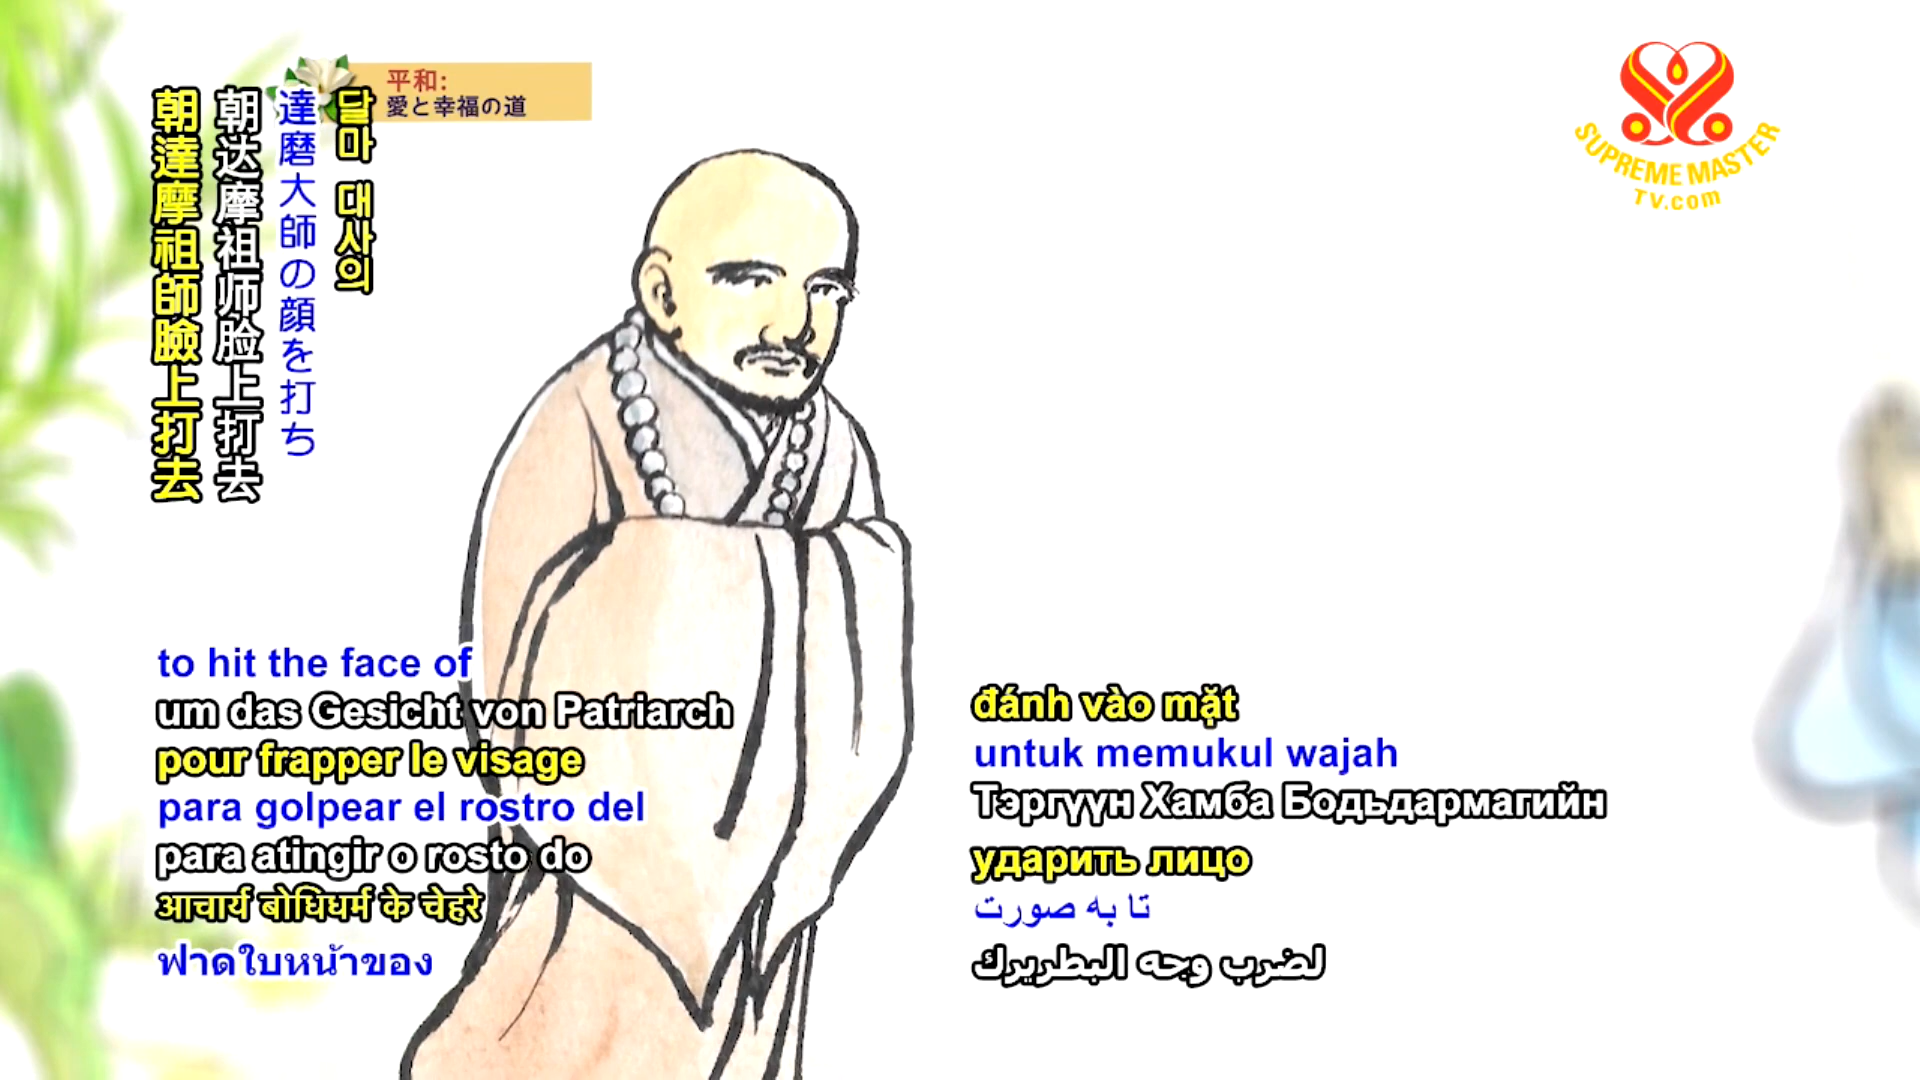 平和:
愛と幸福の道
SUPREME MASTER
TV.com
달마 대사의
達磨大師の顔を打ち
朝达摩祖师脸上打去
朝達摩祖師臉上打去
to hit the face of
um das Gesicht von Patriarch
pour frapper le visage
para golpear el rostro del
para atingir o rosto do
आचार्य बोधिधर्म के चेहरे
ฟาดใบหน้าของ
đánh vào mặt
untuk memukul wajah
Тэргүүн Хамба Бодьдармагийн
ударить лицо
تا به صورت
لضرب وجه البطريرك